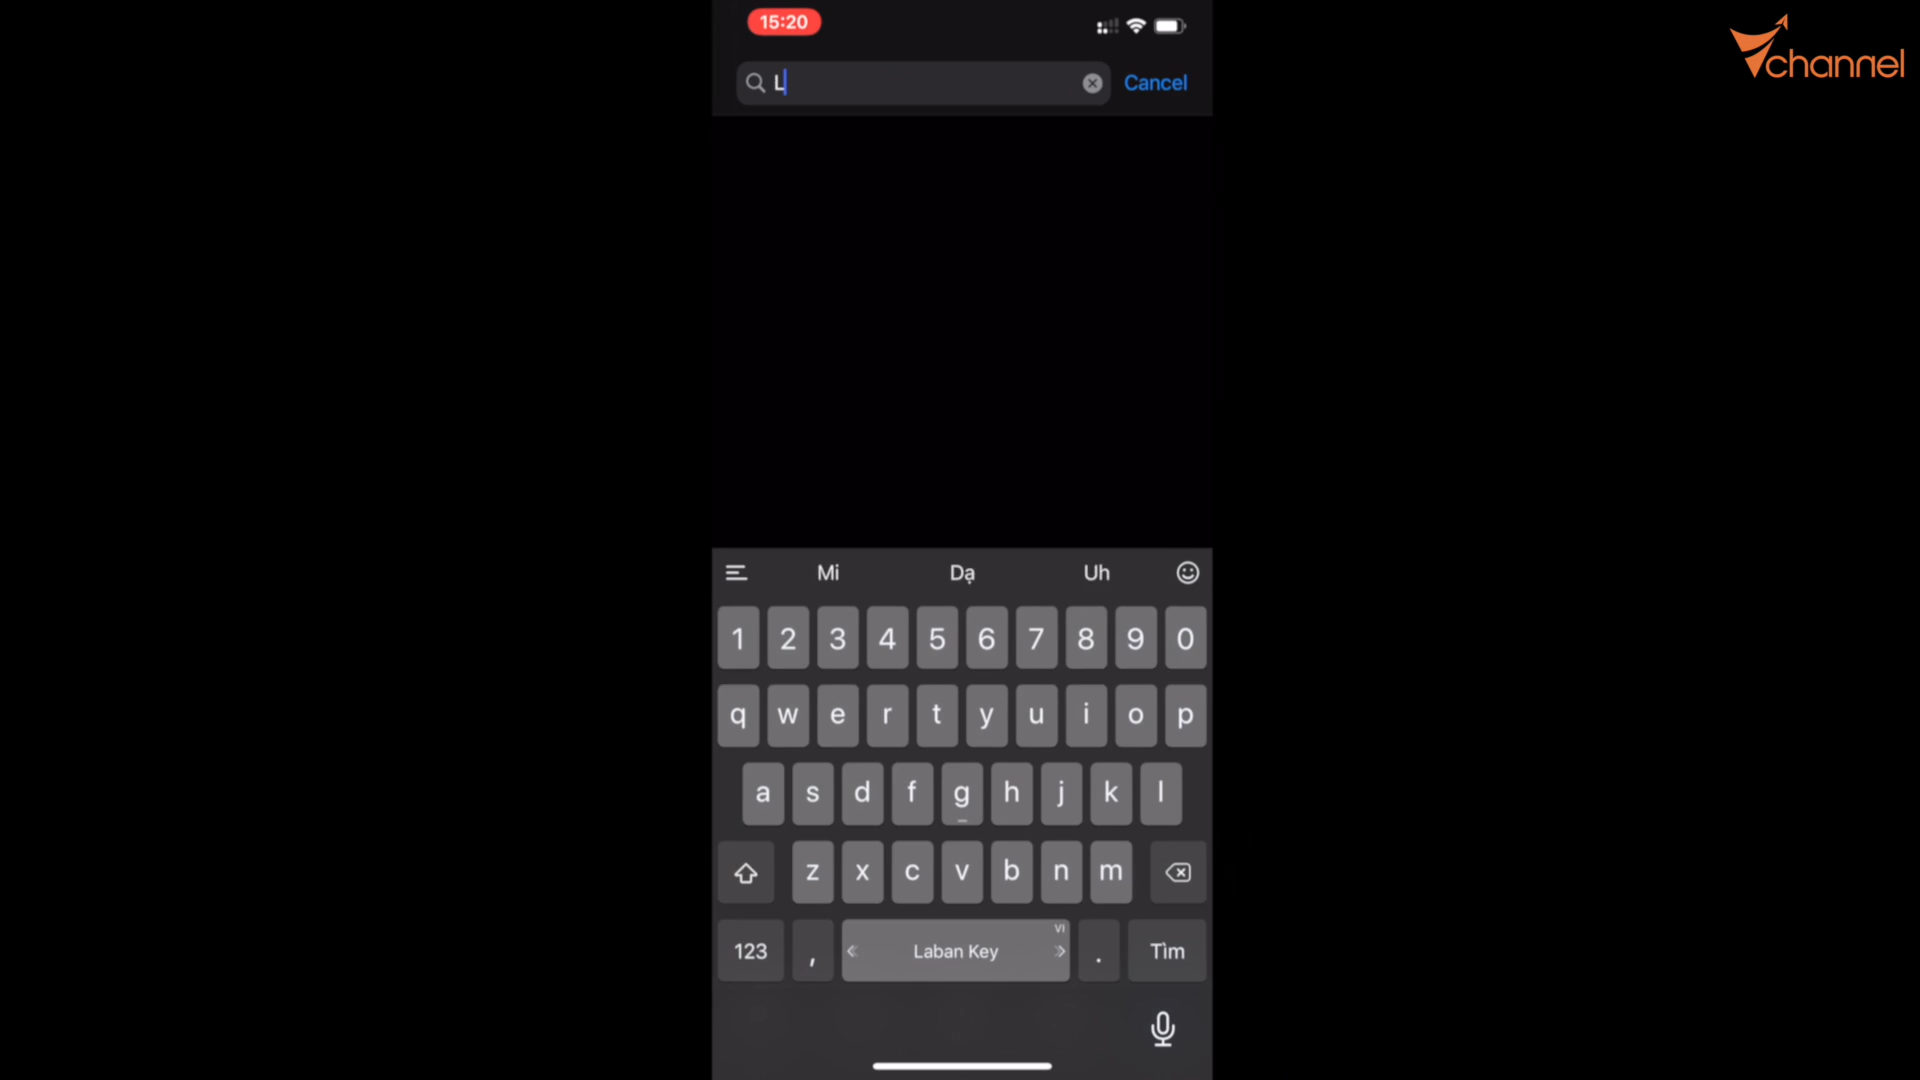 15:20
Vchannel
L
Cancel
Mi Dạ Uh
1 2 3 4 5 6 7 8 9 0
q w e r t y u i o p
a s d f g h j k l
z x c v b n m
VI
123 , Laban Key . Tìm